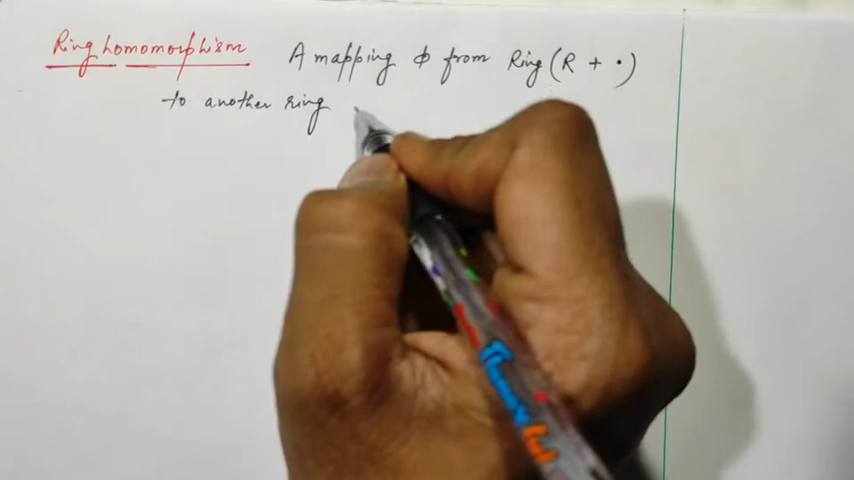 Ring homomorphism A mapping ϕ from Ring (R + •)
to another ring